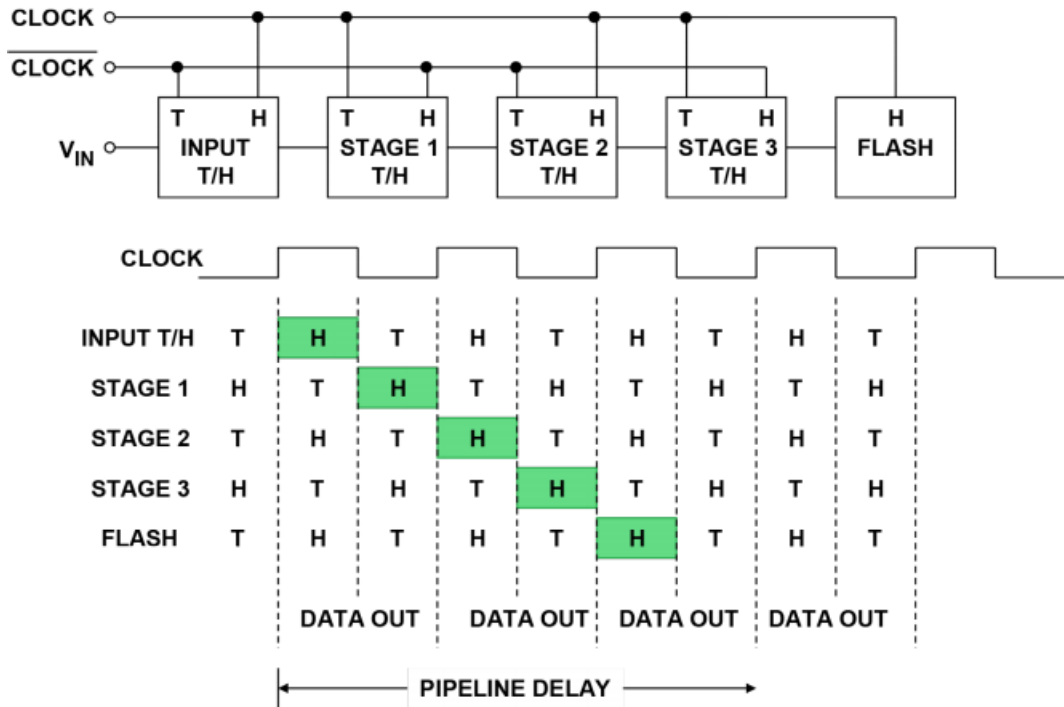 CLOCK
CLOCK
T H T H T H T H H
V_IN INPUT STAGE 1 STAGE 2 STAGE 3 FLASH
T/H T/H T/H T/H
CLOCK
INPUT T/H T H T H T H T H T
STAGE 1 H T H T H T H T H
STAGE 2 T H T H T H T H T
STAGE 3 H T H T H T H T H
FLASH T H T H T H T H T
DATA OUT DATA OUT DATA OUT DATA OUT
PIPELINE DELAY